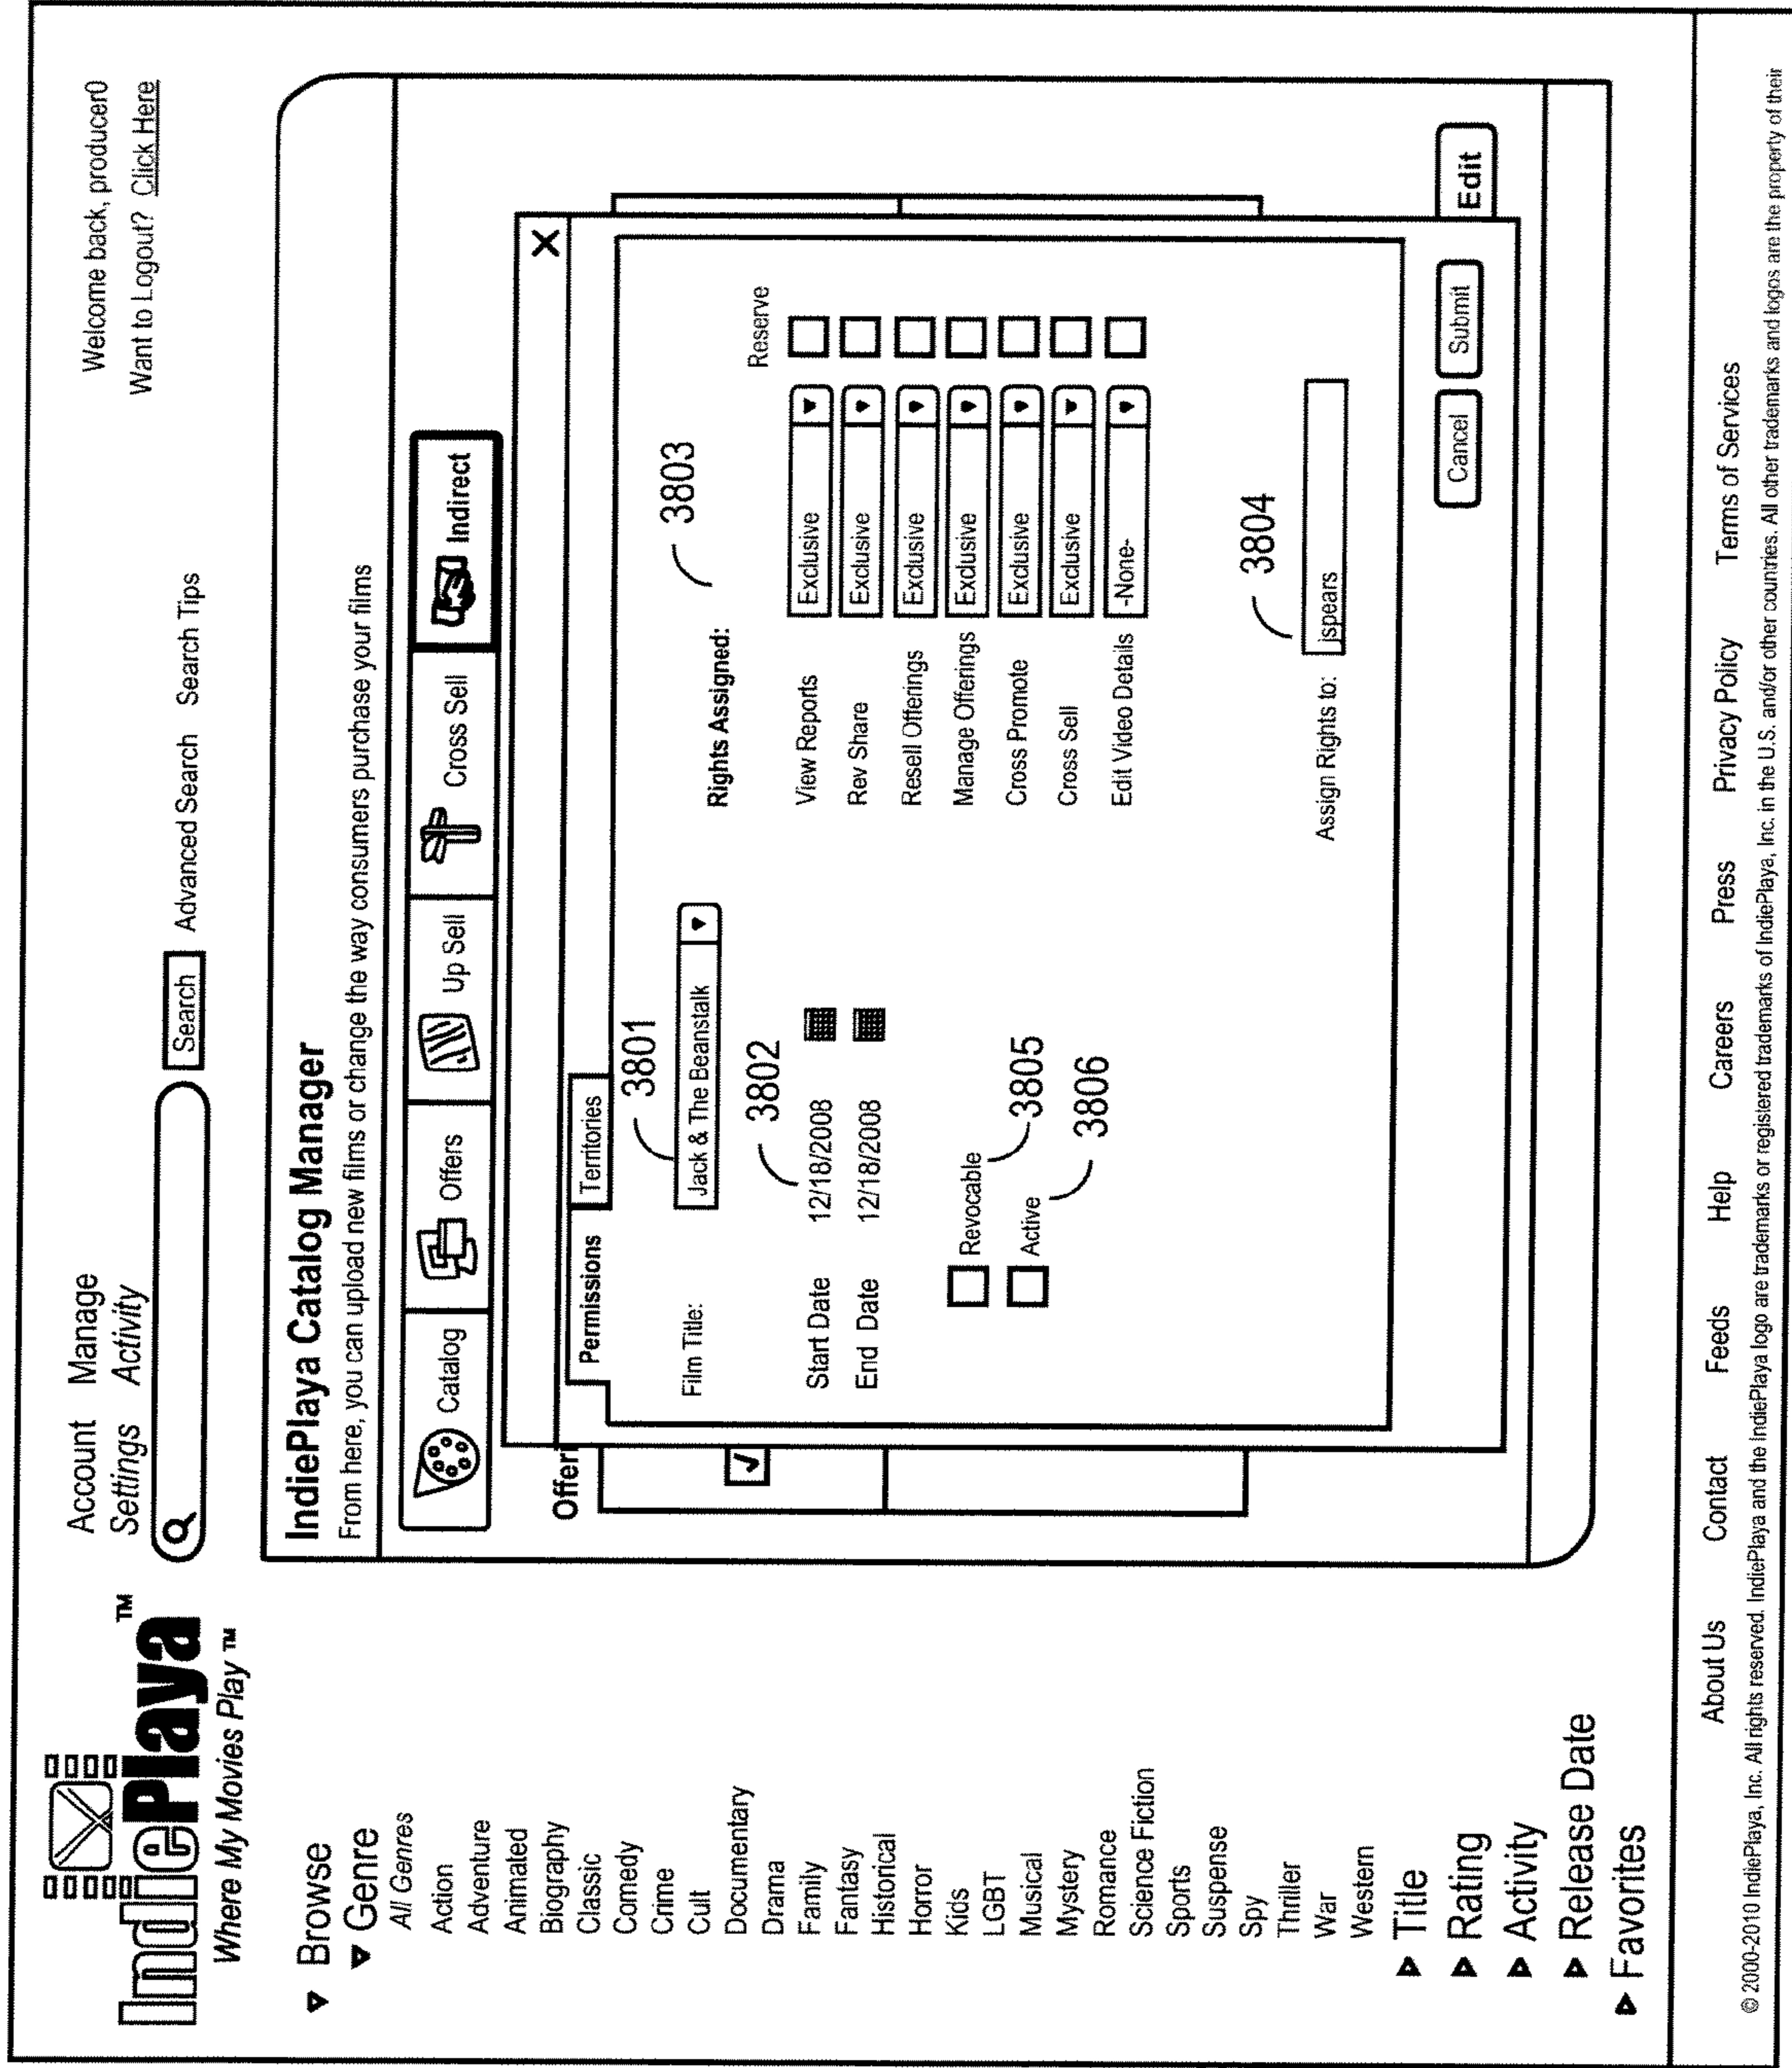 IndiePlaya™
Where My Movies Play™
Account Settings
Manage Activity
Search
Advanced Search
Search Tips
Welcome back, producer0
Want to Logout? Click Here
Browse
Genre
All Genres
Action
Adventure
Animated
Biography
Classic
Comedy
Crime
Cult
Documentary
Drama
Family
Fantasy
Historical
Horror
Kids
LGBT
Musical
Mystery
Romance
Science Fiction
Sports
Suspense
Spy
Thriller
War
Western
Title
Rating
Activity
Release Date
Favorites
IndiePlaya Catalog Manager
From here, you can upload new films or change the way consumers purchase your films
Catalog
Offers
Up Sell
Cross Sell
Indirect
Offeri
X
Permissions
Territories
3801
Film Title: Jack & The Beanstalk
3802
Start Date 12/18/2008
End Date 12/18/2008
Revocable
3805
Active
3806
3803
Rights Assigned:
Reserve
View Reports Exclusive
Rev Share Exclusive
Resell Offerings Exclusive
Manage Offerings Exclusive
Cross Promote Exclusive
Cross Sell Exclusive
Edit Video Details -None-
3804
Assign Rights to: jspears
Cancel
Submit
Edit
About Us Contact Feeds Help Careers Press Privacy Policy Terms of Services
© 2000-2010 IndiePlaya, Inc. All rights reserved. IndiePlaya and the IndiePlaya logo are trademarks or registered trademarks of IndiePlaya, Inc. in the U.S. and/or other countries. All other trademarks and logos are the property of their